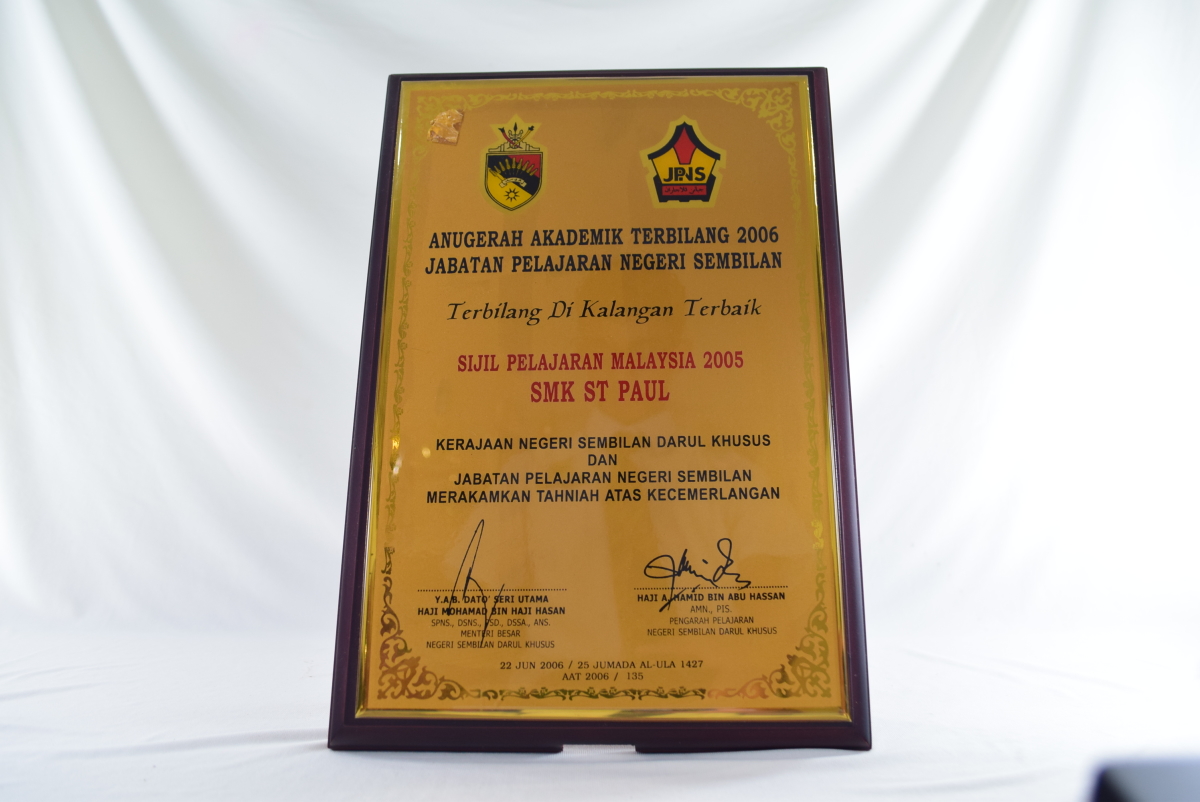 JPNS
ANUGERAH AKADEMIK TERBILANG 2006
JABATAN PELAJARAN NEGERI SEMBILAN
Terbilang Di Kalangan Terbaik
SIJIL PELAJARAN MALAYSIA 2005
SMK ST PAUL
KERAJAAN NEGERI SEMBILAN DARUL KHUSUS
DAN
JABATAN PELAJARAN NEGERI SEMBILAN
MERAKAMKAN TAHNIAH ATAS KECEMERLANGAN
Y.A.B. DATO' SERI UTAMA
HAJI MOHAMAD BIN HAJI HASAN
SPNS., DSNS., DSSA., ANS.
MENTERI BESAR
NEGERI SEMBILAN DARUL KHUSUS
HAJI A. HAMID BIN ABU HASSAN
AMN., PIS.
PENGARAH PELAJARAN
NEGERI SEMBILAN DARUL KHUSUS
22 JUN 2006 / 25 JUMADA AL-ULA 1427
AAT 2006 / 135